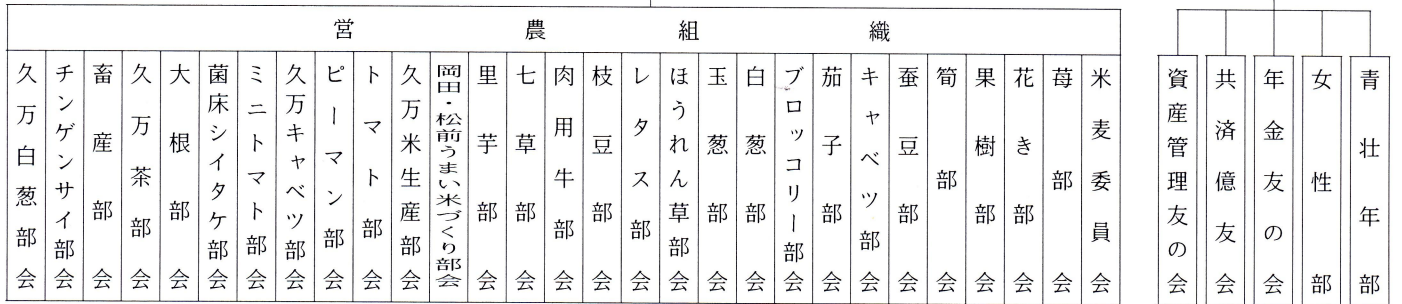 営農組織
青壮年部
女性部
年金友の会
共済億友会
資産管理友の会
米麦委員会
苺部会
花き部会
果樹部会
筍部会
蚕豆部会
キャベツ部会
茄子部会
ブロッコリー部会
白葱部会
玉葱部会
ほうれん草部会
レタス部会
枝豆部会
肉用牛部会
七草部会
里芋部会
岡田・松前うまい米づくり部会
久万米生産部会
トマト部会
ピーマン部会
久万キャベツ部会
ミニトマト部会
菌床シイタケ部会
大根部会
久万茶部会
畜産部会
チンゲンサイ部会
久万白葱部会